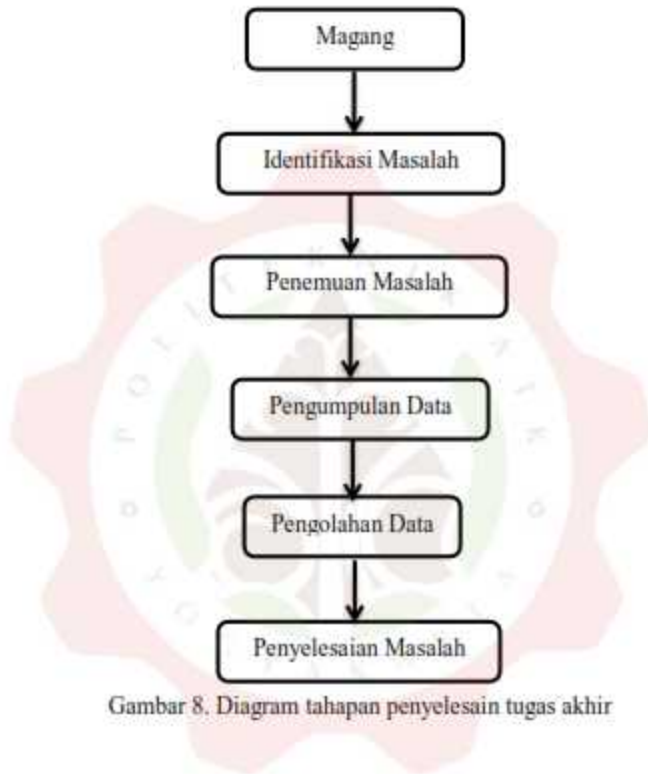 Magang
Identifikasi Masalah
Penemuan Masalah
Pengumpulan Data
Pengolahan Data
Penyelesaian Masalah
Gambar 8. Diagram tahapan penyelesain tugas akhir